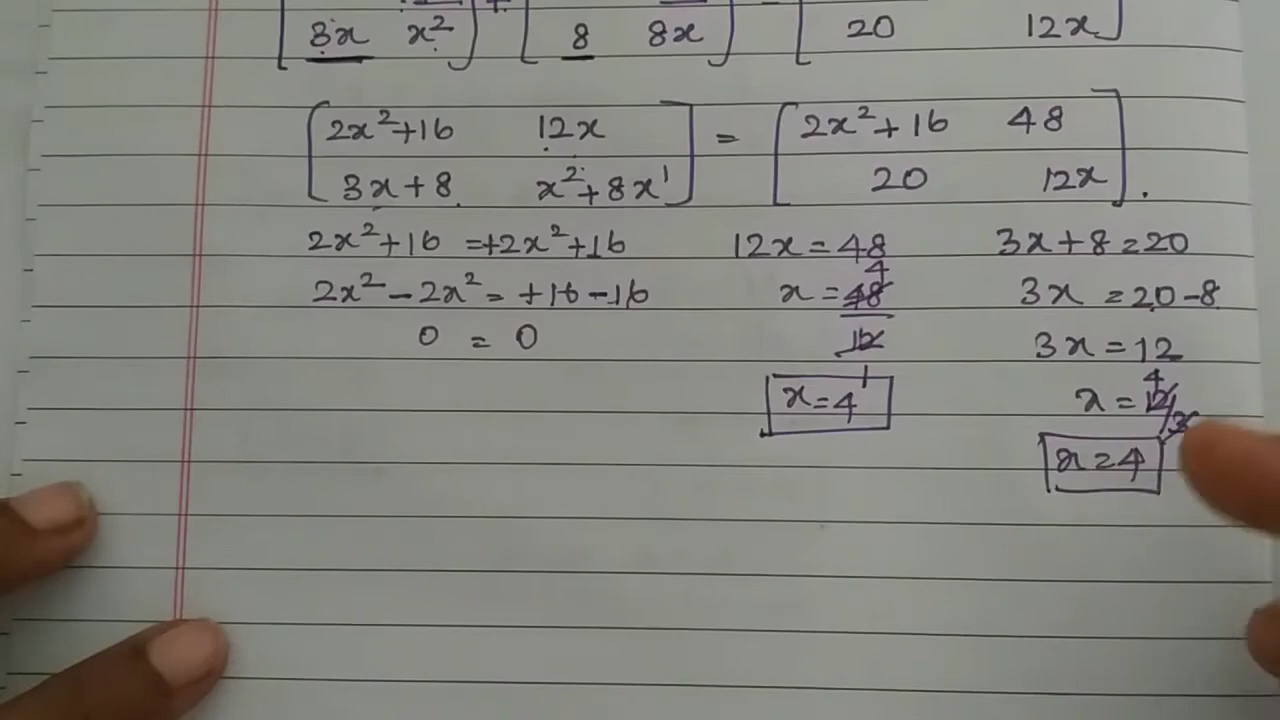 3x x² + 8 8x = 20 12x
2x²+16 12x = 2x²+16 48
3x+8 x²+8x 20 12x.
2x²+16 =+2x²+16 12x=48 3x+8=20
2x²-2x²=+16-16 x=48/12 3x=20-8
0 = 0 3x=12
x=4 x=12/3
x=4